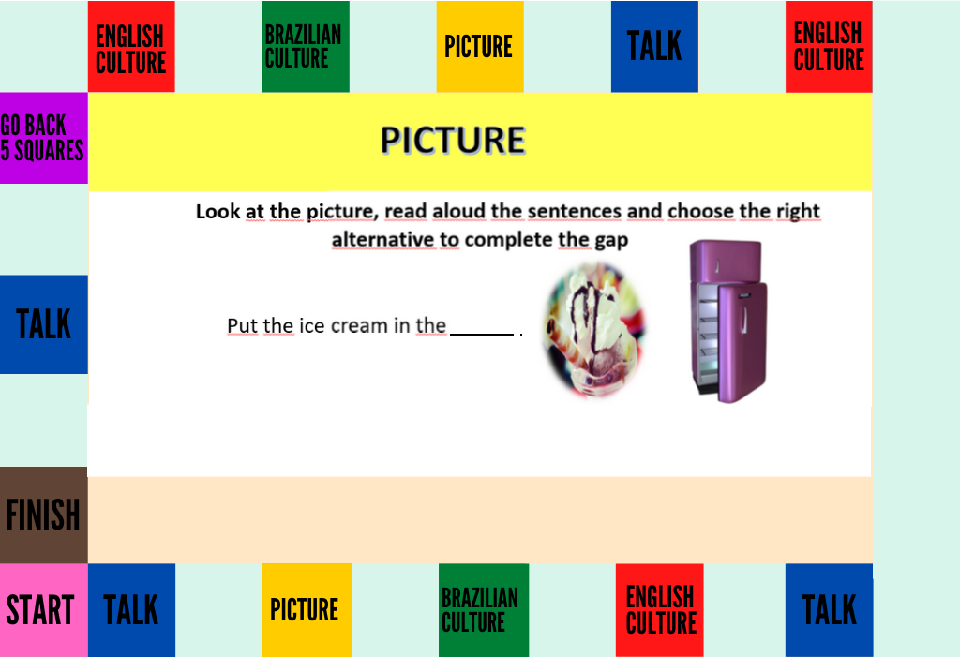 ENGLISH
CULTURE
BRAZILIAN
CULTURE
PICTURE
TALK
ENGLISH
CULTURE
GO BACK
5 SQUARES
PICTURE
Look at the picture, read aloud the sentences and choose the right
alternative to complete the gap
Put the ice cream in the ______ .
TALK
FINISH
START
TALK
PICTURE
BRAZILIAN
CULTURE
ENGLISH
CULTURE
TALK